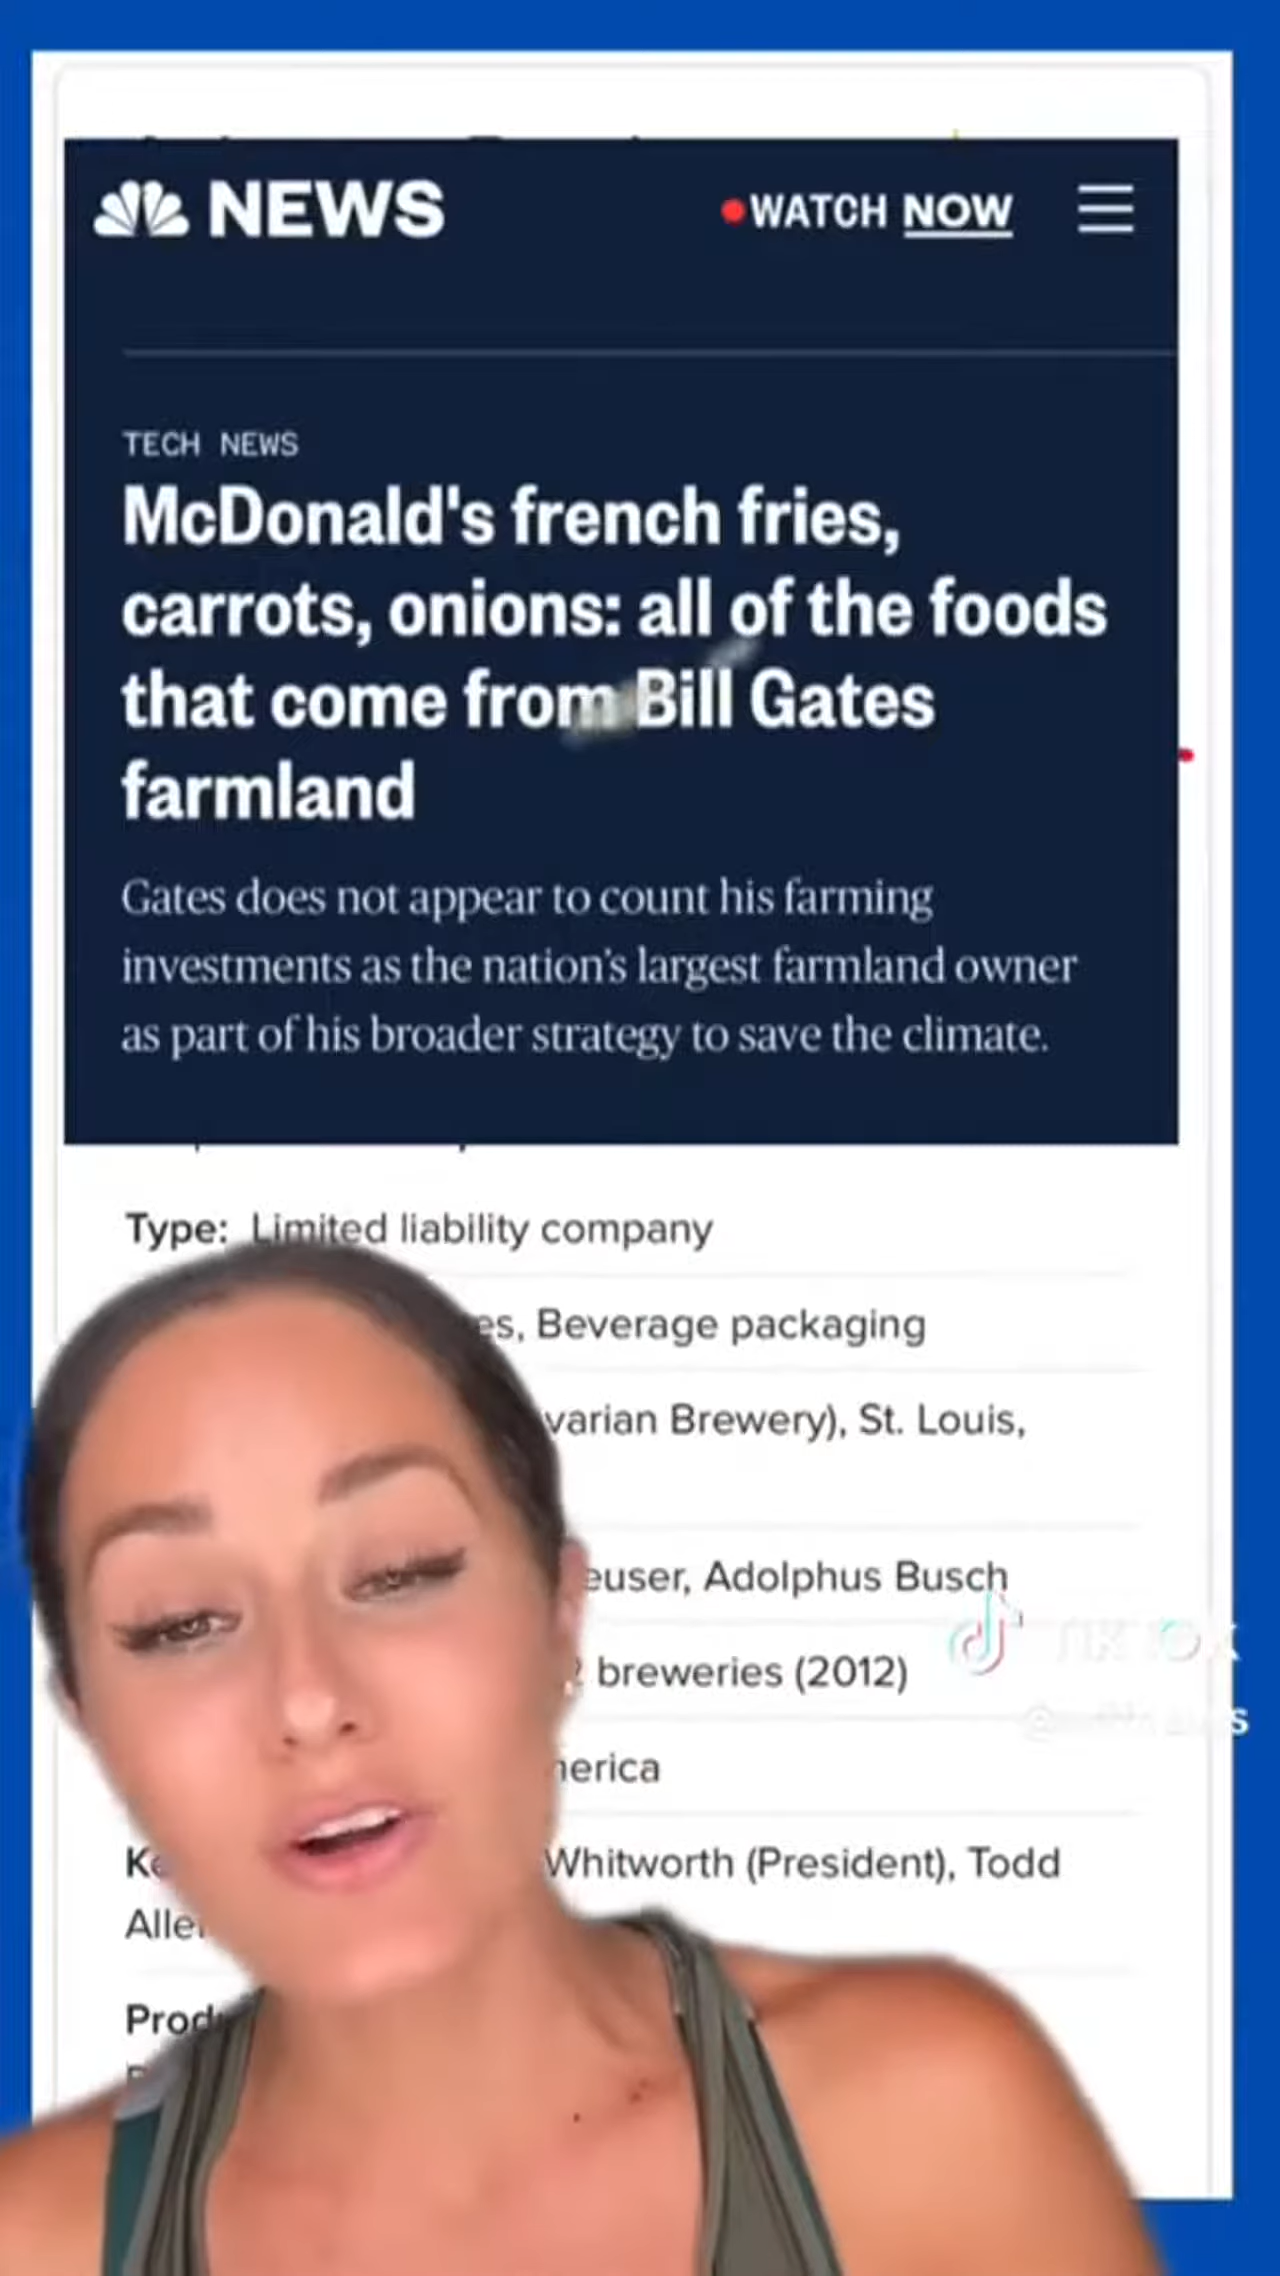 NEWS
WATCH NOW
TECH NEWS
McDonald's french fries,
carrots, onions: all of the foods
that come from Bill Gates
farmland
Gates does not appear to count his farming
investments as the nation's largest farmland owner
as part of his broader strategy to save the climate.
Type: Limited liability company
es, Beverage packaging
varian Brewery), St. Louis,
euser, Adolphus Busch
breweries (2012)
TIKTOK
nerica
Whitworth (President), Todd